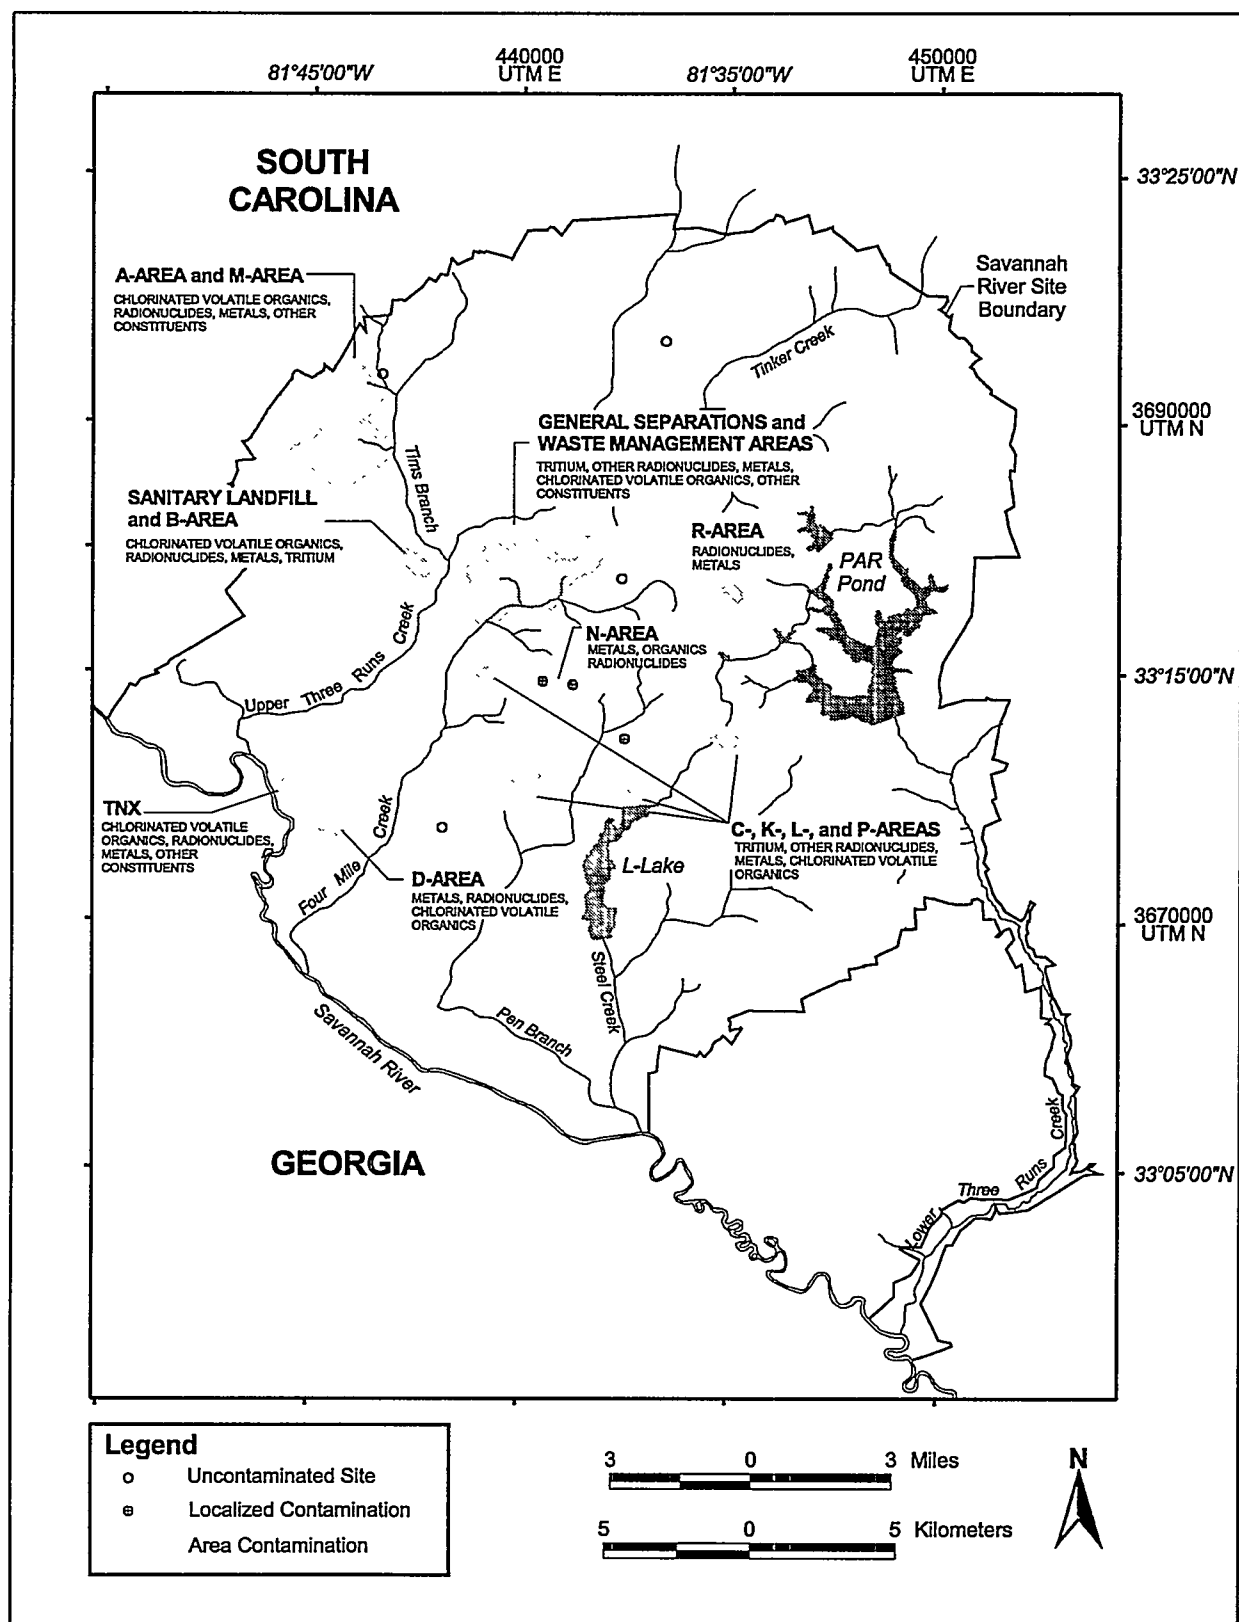 440000
UTM E
450000
UTM E
81°45'00"W
81°35'00"W
SOUTH
CAROLINA
33°25'00"N
A-AREA and M-AREA
CHLORINATED VOLATILE ORGANICS,
RADIONUCLIDES, METALS, OTHER
CONSTITUENTS
Savannah
River Site
Boundary
Tinker Creek
3690000
UTM N
GENERAL SEPARATIONS and
WASTE MANAGEMENT AREAS
TRITIUM, OTHER RADIONUCLIDES, METALS,
CHLORINATED VOLATILE ORGANICS, OTHER
CONSTITUENTS
Tims Branch
SANITARY LANDFILL
and B-AREA
CHLORINATED VOLATILE ORGANICS,
RADIONUCLIDES, METALS, TRITIUM
R-AREA
RADIONUCLIDES,
METALS
PAR
Pond
N-AREA
METALS, ORGANICS
RADIONUCLIDES
33°15'00"N
Upper Three Runs Creek
TNX
CHLORINATED VOLATILE
ORGANICS, RADIONUCLIDES,
METALS, OTHER
CONSTITUENTS
C-, K-, L-, and P-AREAS
TRITIUM, OTHER RADIONUCLIDES,
METALS, CHLORINATED VOLATILE
ORGANICS
L-Lake
Four Mile Creek
D-AREA
METALS, RADIONUCLIDES,
CHLORINATED VOLATILE
ORGANICS
3670000
UTM N
Steel Creek
Pen Branch
Savannah River
GEORGIA
33°05'00"N
Lower Three Runs Creek
Legend
Uncontaminated Site
Localized Contamination
Area Contamination
3 0 3 Miles
5 0 5 Kilometers
N